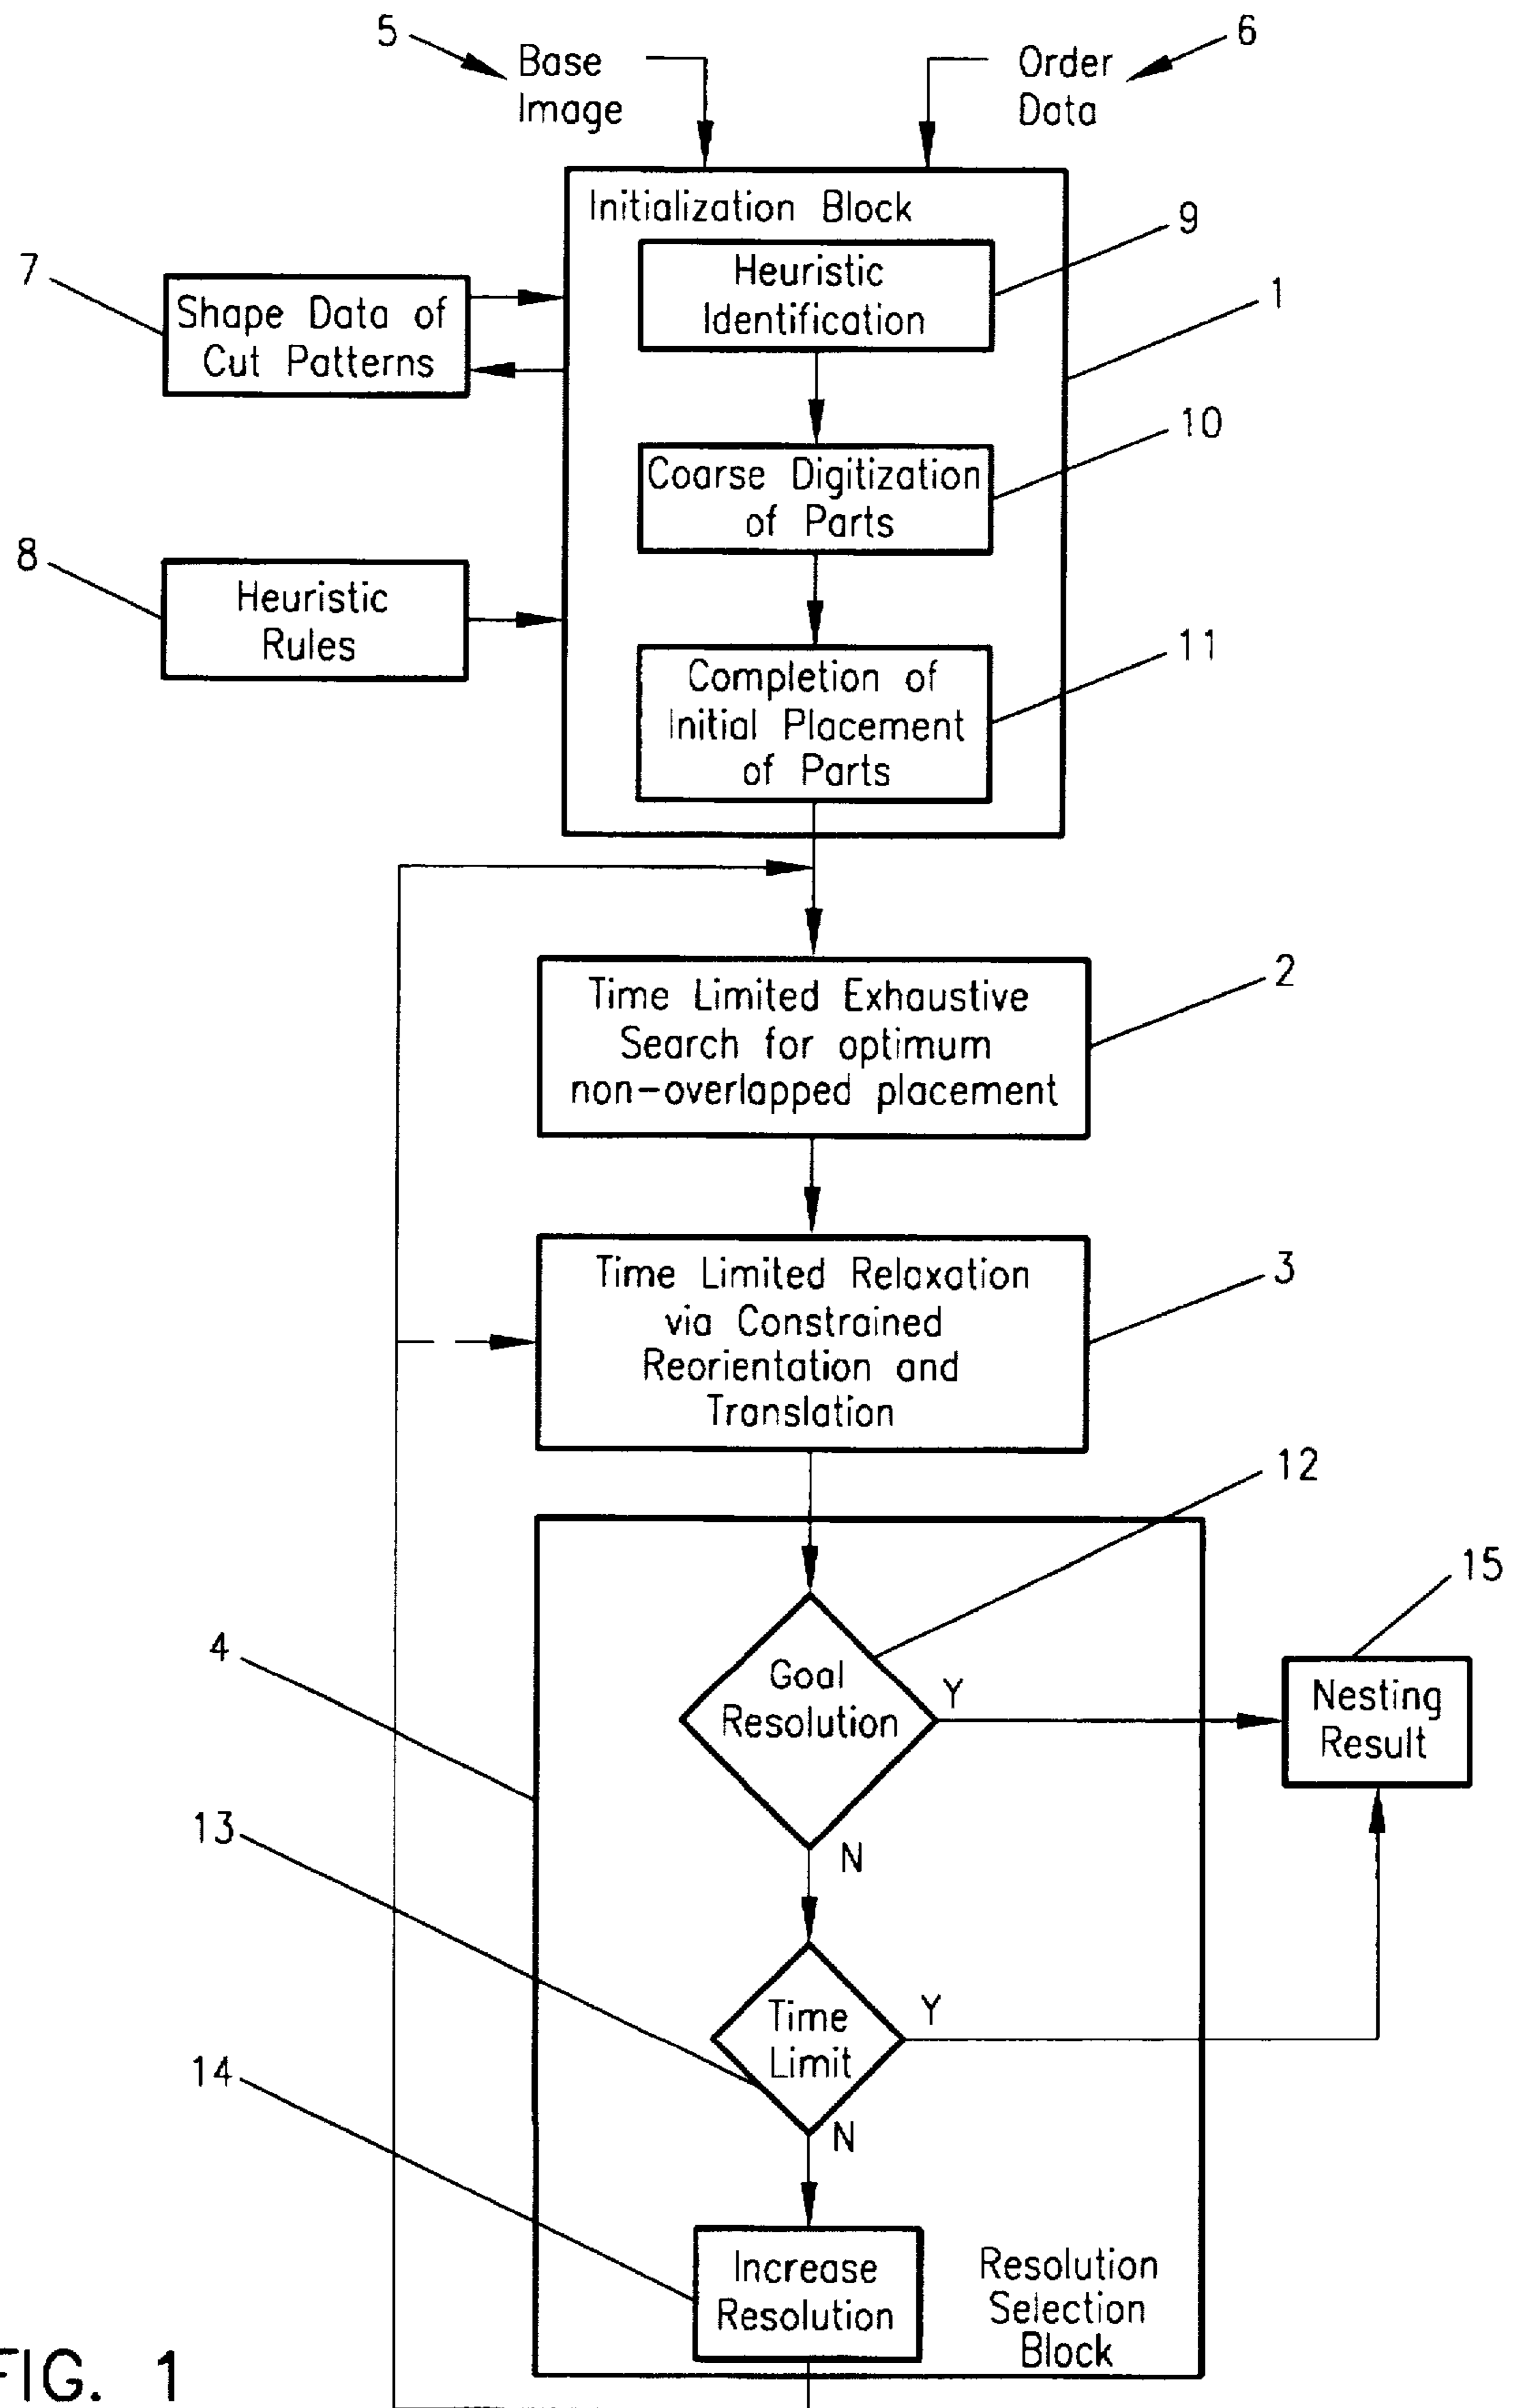 5
Base
Image
Order
Data
6
Initialization Block
9
Heuristic
Identification
7
Shape Data of
Cut Patterns
1
10
Coarse Digitization
of Parts
8
Heuristic
Rules
11
Completion of
Initial Placement
of Parts
2
Time Limited Exhaustive
Search for optimum
non-overlapped placement
3
Time Limited Relaxation
via Constrained
Reorientation and
Translation
12
15
4
Goal
Resolution
Y
Nesting
Result
13
N
Time
Limit
Y
14
N
Increase
Resolution
Resolution
Selection
Block
FIG. 1